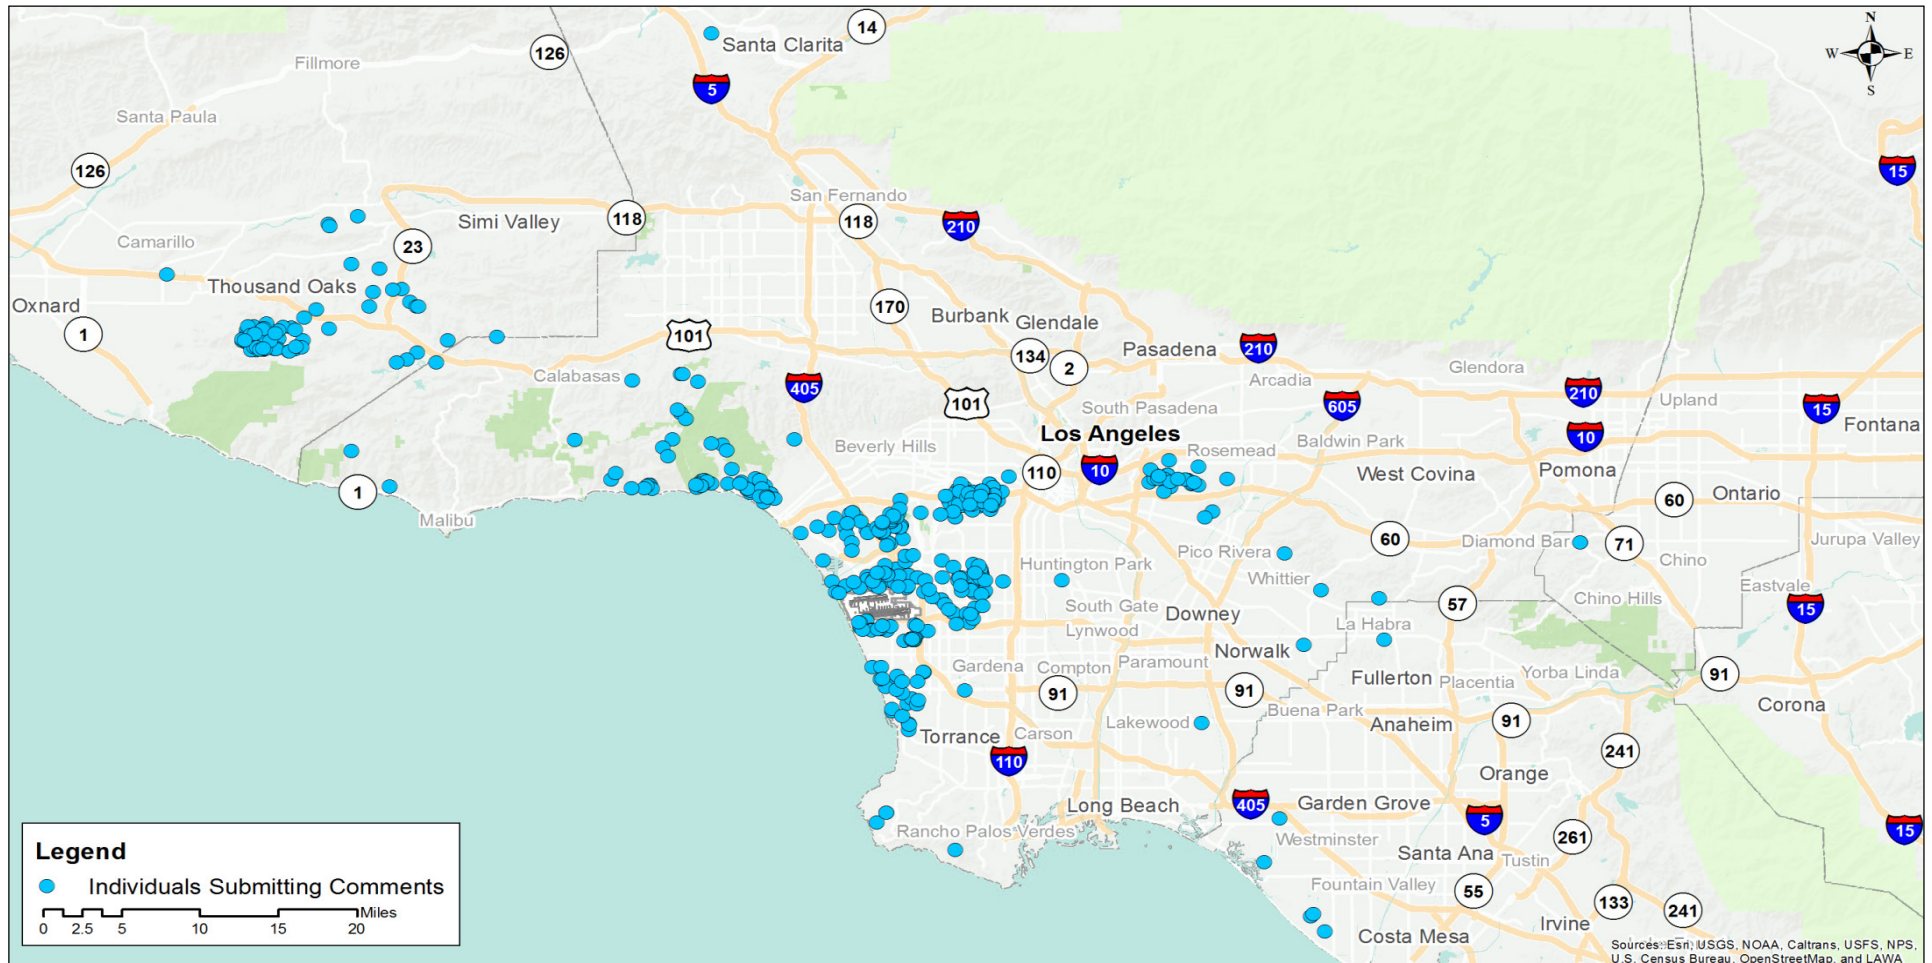 N
W E
S
14
126
Santa Clarita
Fillmore
5
Santa Paula
126
15
San Fernando
118
118
210
Simi Valley
Camarillo
23
Thousand Oaks
Oxnard
1
170
Burbank
Glendale
101
134
2
Pasadena
210
Arcadia
Glendora
Calabasas
405
101
South Pasadena
605
210
Upland
15
Fontana
Los Angeles
Beverly Hills
Rosemead
Baldwin Park
10
110
10
West Covina
Pomona
1
Malibu
60
Ontario
60
Diamond Bar
71
Jurupa Valley
Pico Rivera
Huntington Park
Whittier
Chino
Eastvale
South Gate
Downey
57
Chino Hills
15
Lynwood
La Habra
Norwalk
Gardena
Compton
Paramount
Fullerton
Placentia
Yorba Linda
91
91
91
Corona
Buena Park
Lakewood
Anaheim
91
Torrance
Carson
241
110
Orange
Long Beach
405
Garden Grove
5
15
Rancho Palos Verdes
Westminster
261
Santa Ana
Tustin
Fountain Valley
55
133
241
Irvine
Costa Mesa
Legend
Individuals Submitting Comments
Miles
0 2.5 5 10 15 20
Sources: Esri, USGS, NOAA, Caltrans, USFS, NPS,
U.S. Census Bureau, OpenStreetMap, and LAWA